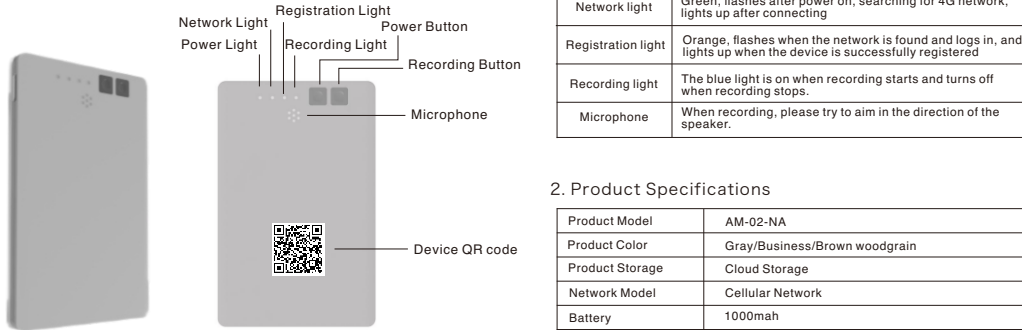 Registration Light
Network Light
Power Button
Power Light
Recording Light
Recording Button
Microphone
Device QR code
Network light
Green, flashes after power on, searching for 4G network,
lights up after connecting
Registration light
Orange, flashes when the network is found and logs in, and
lights up when the device is successfully registered
Recording light
The blue light is on when recording starts and turns off
when recording stops.
Microphone
When recording, please try to aim in the direction of the
speaker.
2. Product Specifications
Product Model
AM-02-NA
Product Color
Gray/Business/Brown woodgrain
Product Storage
Cloud Storage
Network Model
Cellular Network
Battery
1000mah